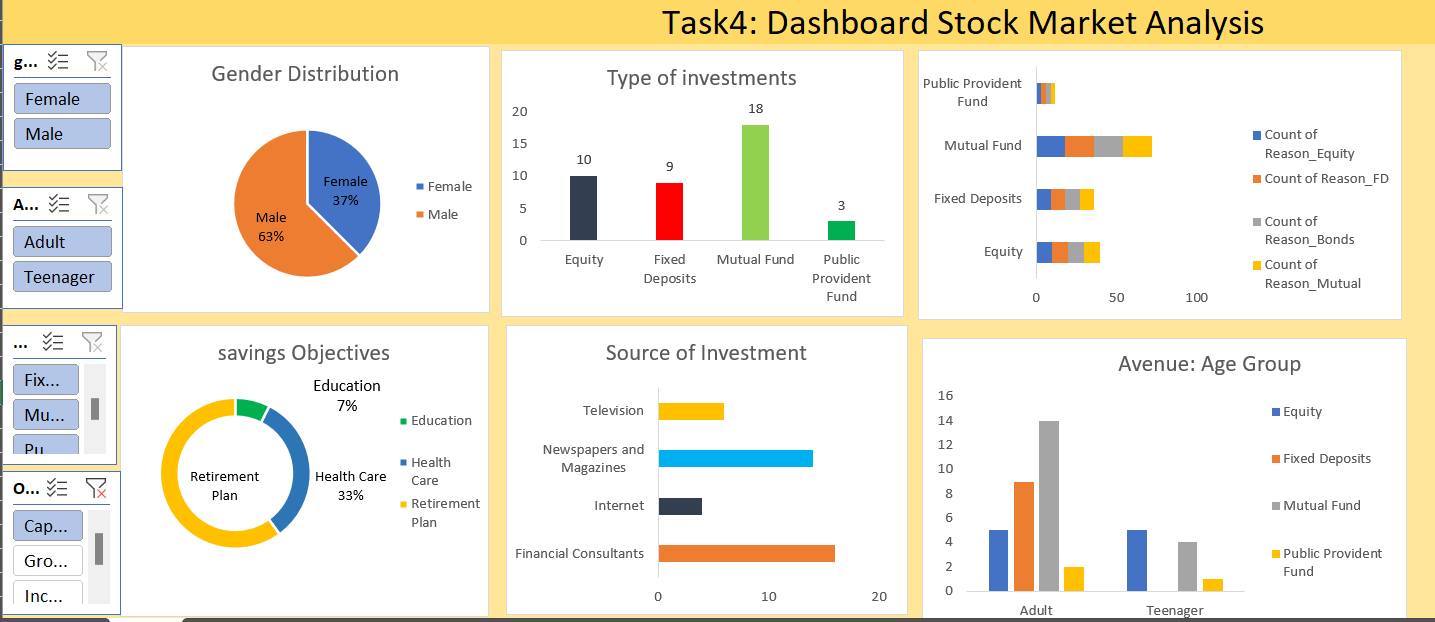 Task4: Dashboard Stock Market Analysis
g...
Female
Male
A...
Adult
Teenager
...
Fix...
Mu...
Pu
O...
Cap...
Gro...
Inc...
Gender Distribution
Female
37%
Male
63%
Female
Male
Type of investments
20
15
10
5
0
10
9
18
3
Equity
Fixed
Deposits
Mutual Fund
Public
Provident
Fund
Public Provident
Fund
Mutual Fund
Fixed Deposits
Equity
0
50
100
Count of
Reason_Equity
Count of Reason_FD
Count of
Reason_Bonds
Count of
Reason_Mutual
savings Objectives
Education
7%
Retirement
Plan
Health Care
33%
Education
Health
Care
Retirement
Plan
Source of Investment
Television
Newspapers and
Magazines
Internet
Financial Consultants
0
10
20
Avenue: Age Group
16
14
12
10
8
6
4
2
0
Adult
Teenager
Equity
Fixed Deposits
Mutual Fund
Public Provident
Fund